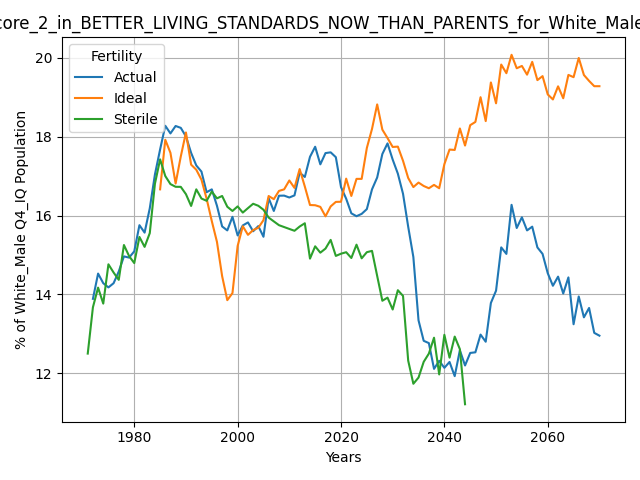 core_2_in_BETTER_LIVING_STANDARDS_NOW_THAN_PARENTS_for_White_Male
Fertility
Actual
Ideal
Sterile
% of White_Male Q4_IQ Population
20
18
16
14
12
1980
2000
2020
2040
2060
Years